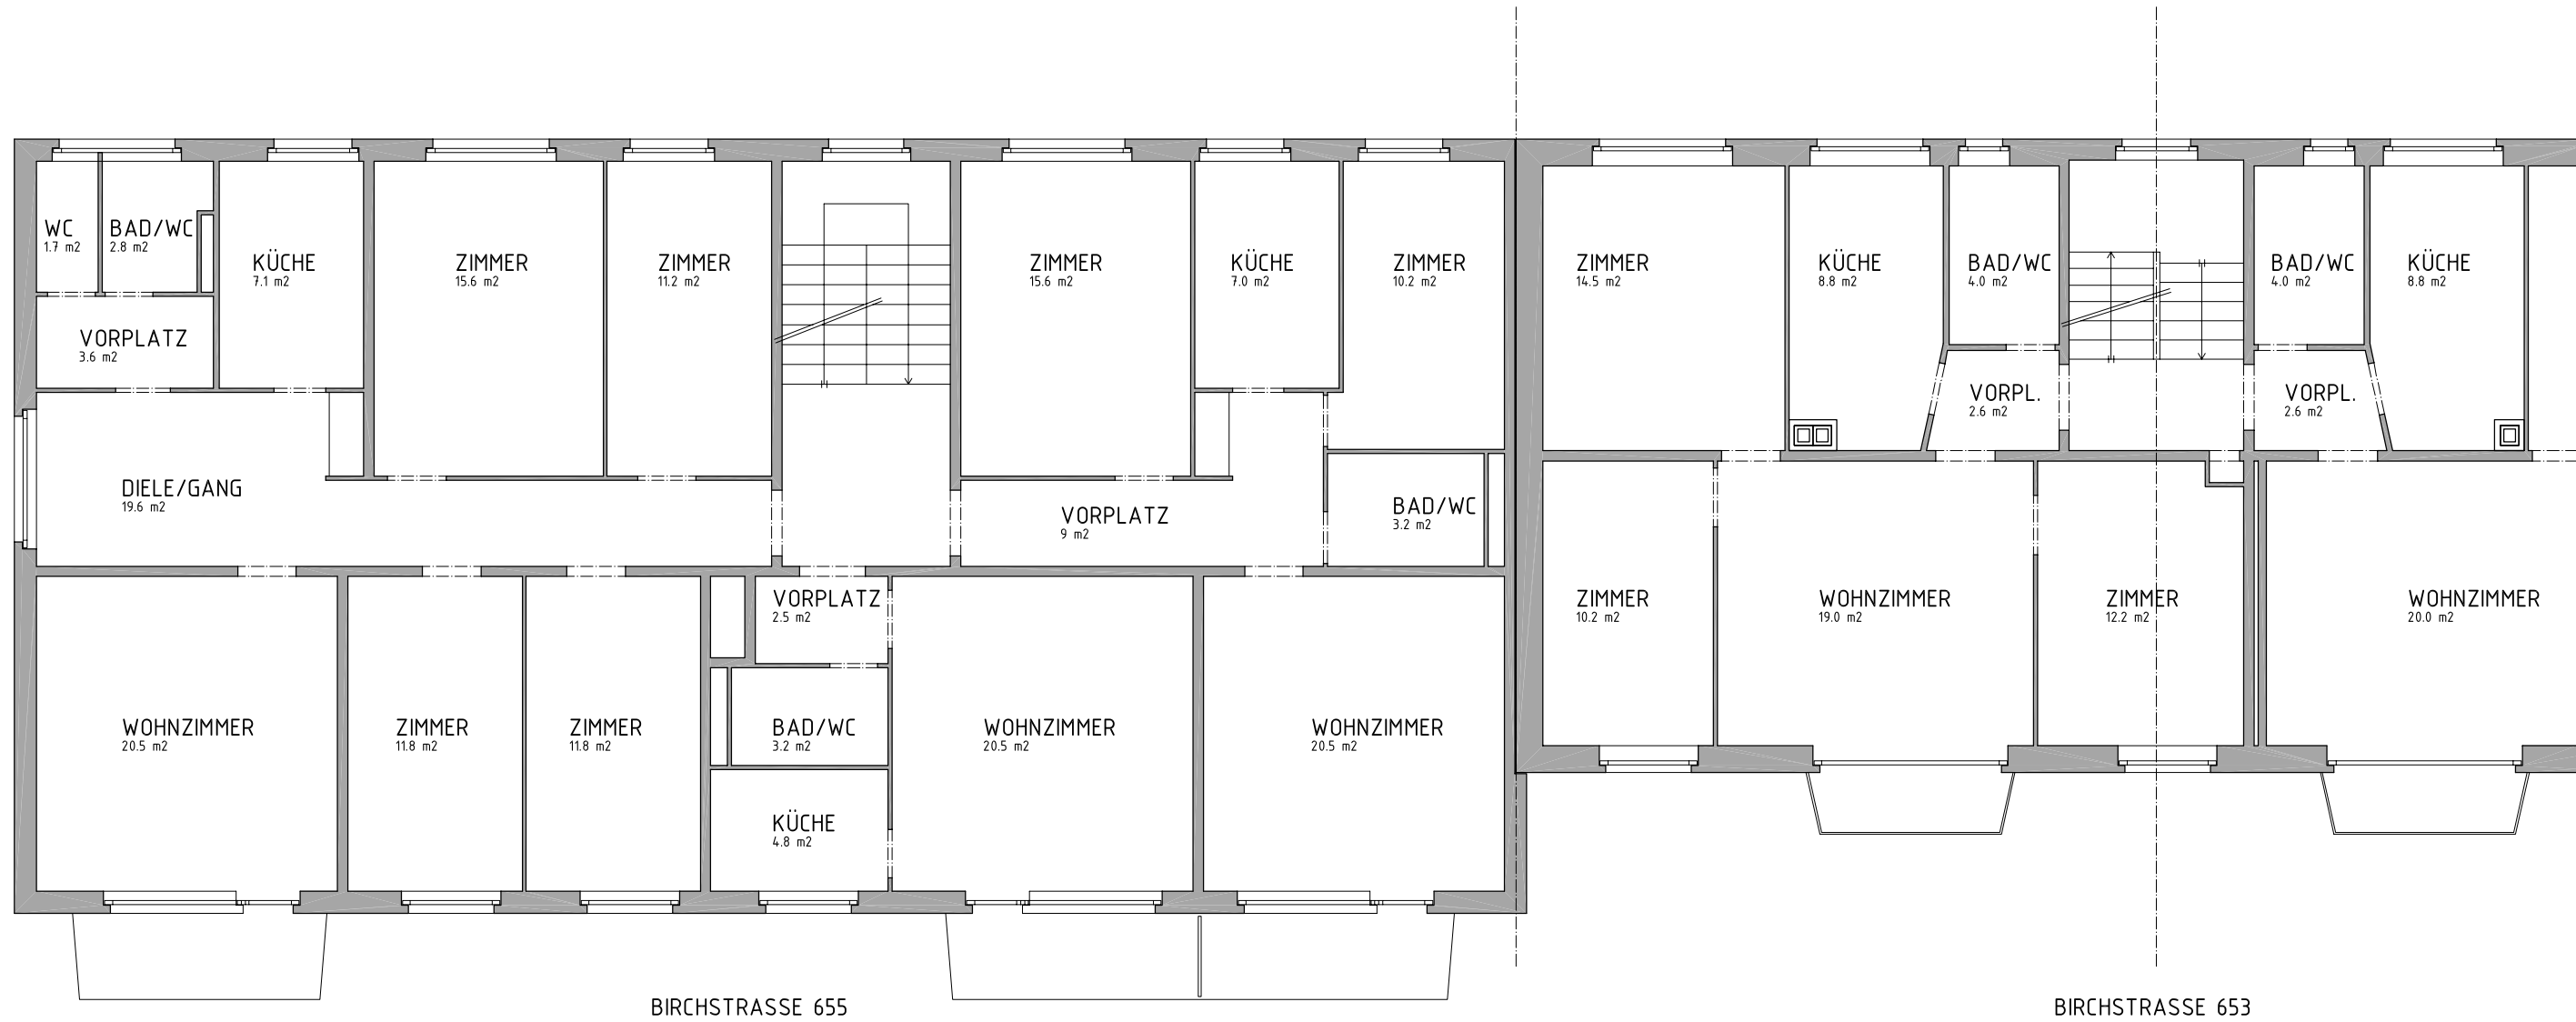 WC
1.7 m2
BAD/WC
2.8 m2
KÜCHE
7.1 m2
ZIMMER
15.6 m2
ZIMMER
11.2 m2
ZIMMER
15.6 m2
KÜCHE
7.0 m2
ZIMMER
10.2 m2
ZIMMER
14.5 m2
KÜCHE
8.8 m2
BAD/WC
4.0 m2
BAD/WC
4.0 m2
KÜCHE
8.8 m2
VORPLATZ
3.6 m2
VORPL.
2.6 m2
VORPL.
2.6 m2
DIELE/GANG
19.6 m2
VORPLATZ
9 m2
BAD/WC
3.2 m2
VORPLATZ
2.5 m2
ZIMMER
10.2 m2
WOHNZIMMER
19.0 m2
ZIMMER
12.2 m2
WOHNZIMMER
20.0 m2
WOHNZIMMER
20.5 m2
ZIMMER
11.8 m2
ZIMMER
11.8 m2
BAD/WC
3.2 m2
WOHNZIMMER
20.5 m2
WOHNZIMMER
20.5 m2
KÜCHE
4.8 m2
BIRCHSTRASSE 655
BIRCHSTRASSE 653